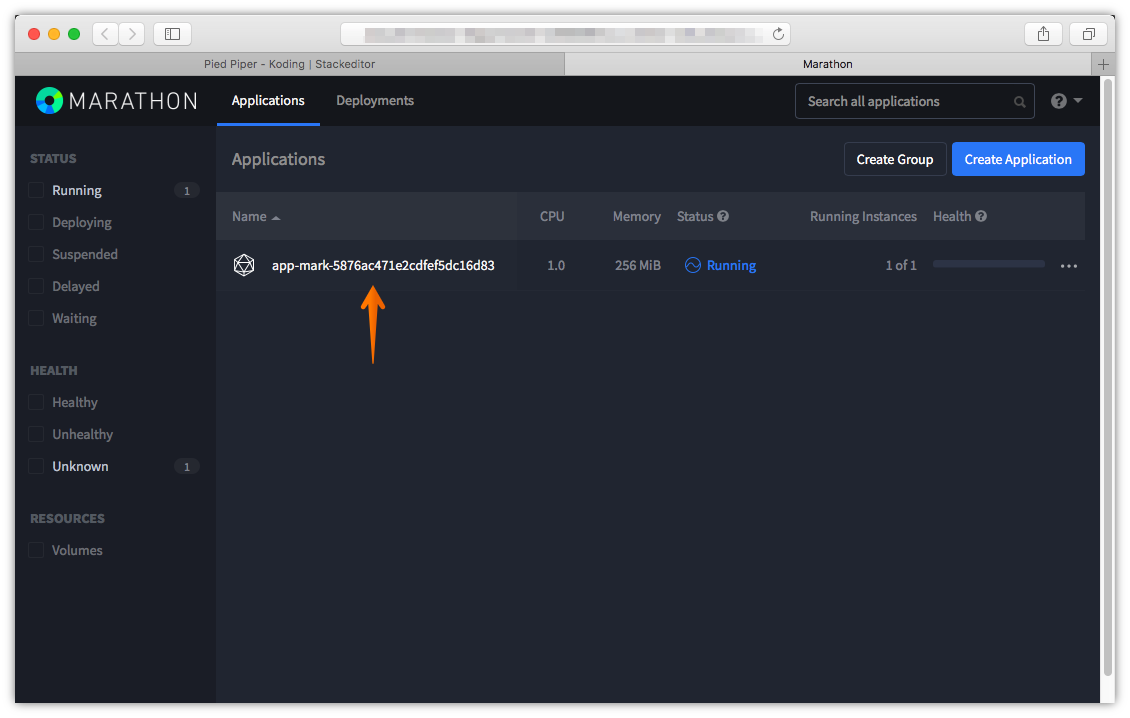 Pied Piper - Koding | Stackeditor
Marathon
MARATHON
Applications
Deployments
Search all applications
STATUS
Running 1
Deploying
Suspended
Delayed
Waiting
HEALTH
Healthy
Unhealthy
Unknown 1
RESOURCES
Volumes
Applications
Create Group
Create Application
Name CPU Memory Status Running Instances Health
app-mark-5876ac471e2cdfef5dc16d83 1.0 256 MiB Running 1 of 1